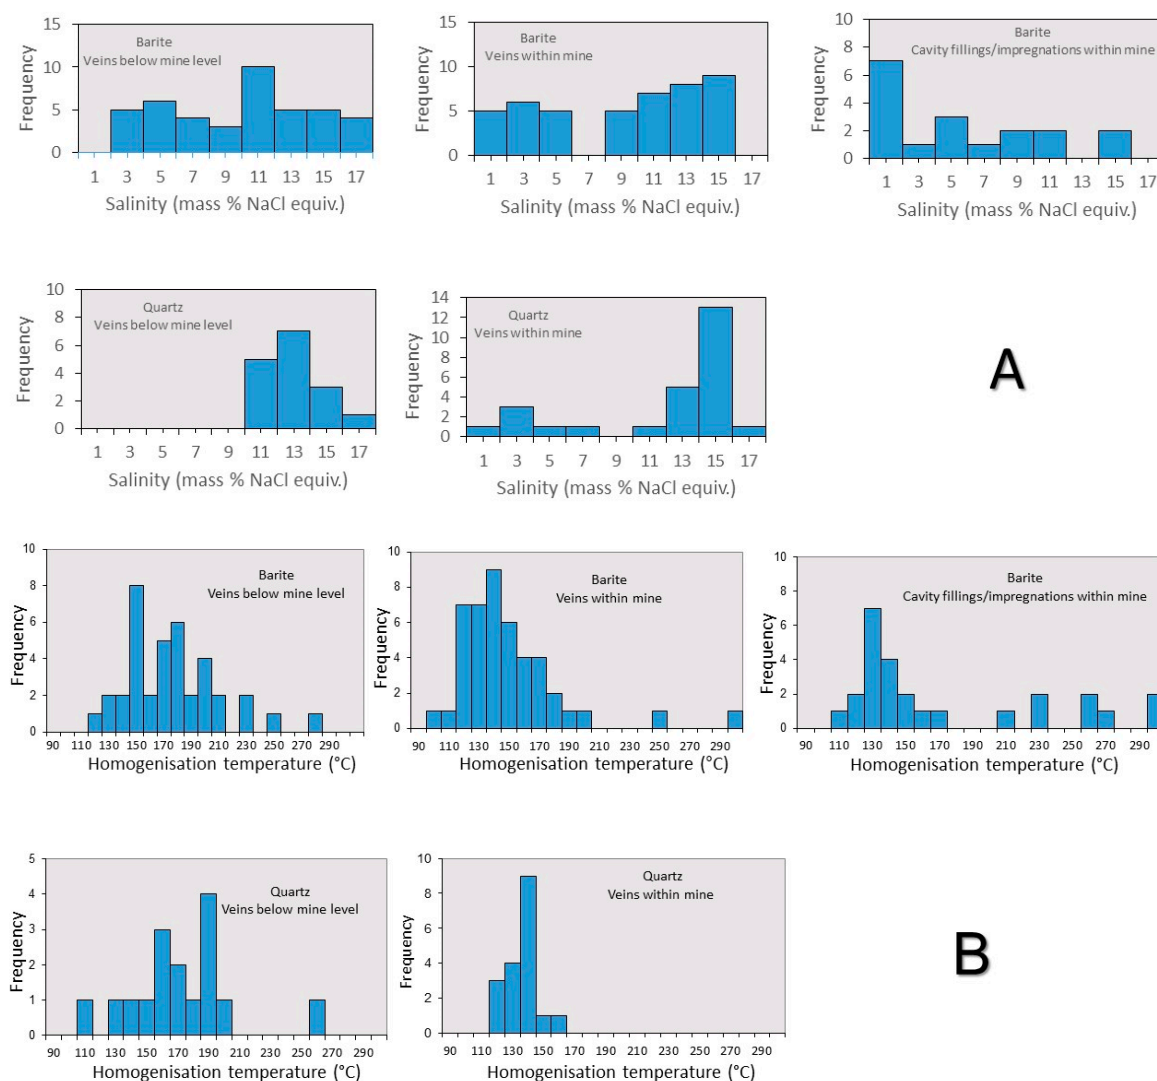 Barite
Veins below mine level
Frequency
15
10
5
0
1 3 5 7 9 11 13 15 17
Salinity (mass % NaCl equiv.)
Barite
Veins within mine
Frequency
15
10
5
0
1 3 5 7 9 11 13 15 17
Salinity (mass % NaCl equiv.)
Barite
Cavity fillings/impregnations within mine
Frequency
10
8
6
4
2
0
1 3 5 7 9 11 13 15 17
Salinity (mass % NaCl equiv.)
Quartz
Veins below mine level
Frequency
10
8
6
4
2
0
1 3 5 7 9 11 13 15 17
Salinity (mass % NaCl equiv.)
Quartz
Veins within mine
Frequency
14
12
10
8
6
4
2
0
1 3 5 7 9 11 13 15 17
Salinity (mass % NaCl equiv.)
A
Barite
Veins below mine level
Frequency
10
8
6
4
2
0
90 110 130 150 170 190 210 230 250 270 290
Homogenisation temperature (°C)
Barite
Veins within mine
Frequency
10
8
6
4
2
0
90 110 130 150 170 190 210 230 250 270 290
Homogenisation temperature (°C)
Barite
Cavity fillings/impregnations within mine
Frequency
10
8
6
4
2
0
90 110 130 150 170 190 210 230 250 270 290
Homogenisation temperature (°C)
Quartz
Veins below mine level
Frequency
5
4
3
2
1
0
90 110 130 150 170 190 210 230 250 270 290
Homogenisation temperature (°C)
Quartz
Veins within mine
Frequency
10
8
6
4
2
0
90 110 130 150 170 190 210 230 250 270 290
Homogenisation temperature (°C)
B